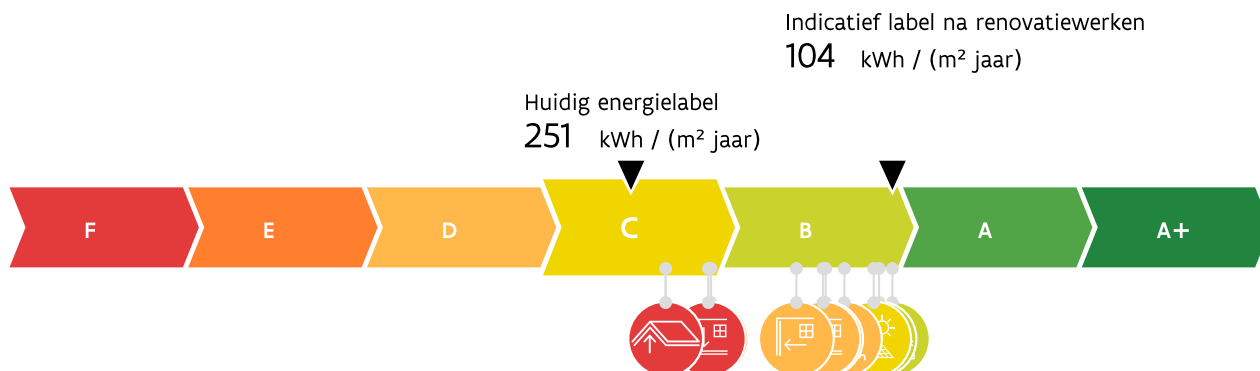 Indicatief label na renovatiewerken
104 kWh / (m² jaar)
Huidig energielabel
251 kWh / (m² jaar)
F E D C B A A+